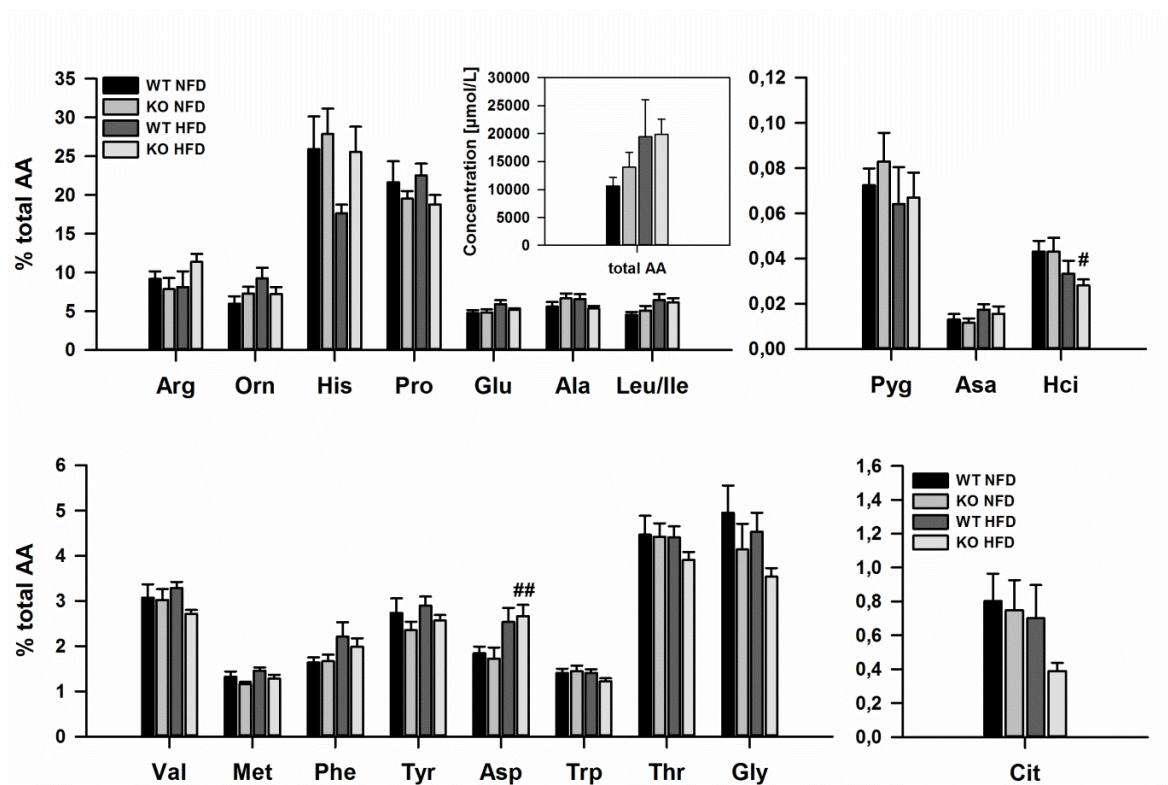 % total AA
35
30
25
20
15
10
5
0
WT NFD
KO NFD
WT HFD
KO HFD
Arg Orn His Pro Glu Ala Leu/Ile
Concentration [µmol/L]
30000
25000
20000
15000
10000
5000
0
total AA
0,12
0,10
0,08
0,06
0,04
0,02
0,00
#
Pyg Asa Hci
% total AA
6
5
4
3
2
1
0
##
Val Met Phe Tyr Asp Trp Thr Gly
1,6
1,4
1,2
1,0
0,8
0,6
0,4
0,2
0,0
WT NFD
KO NFD
WT HFD
KO HFD
Cit